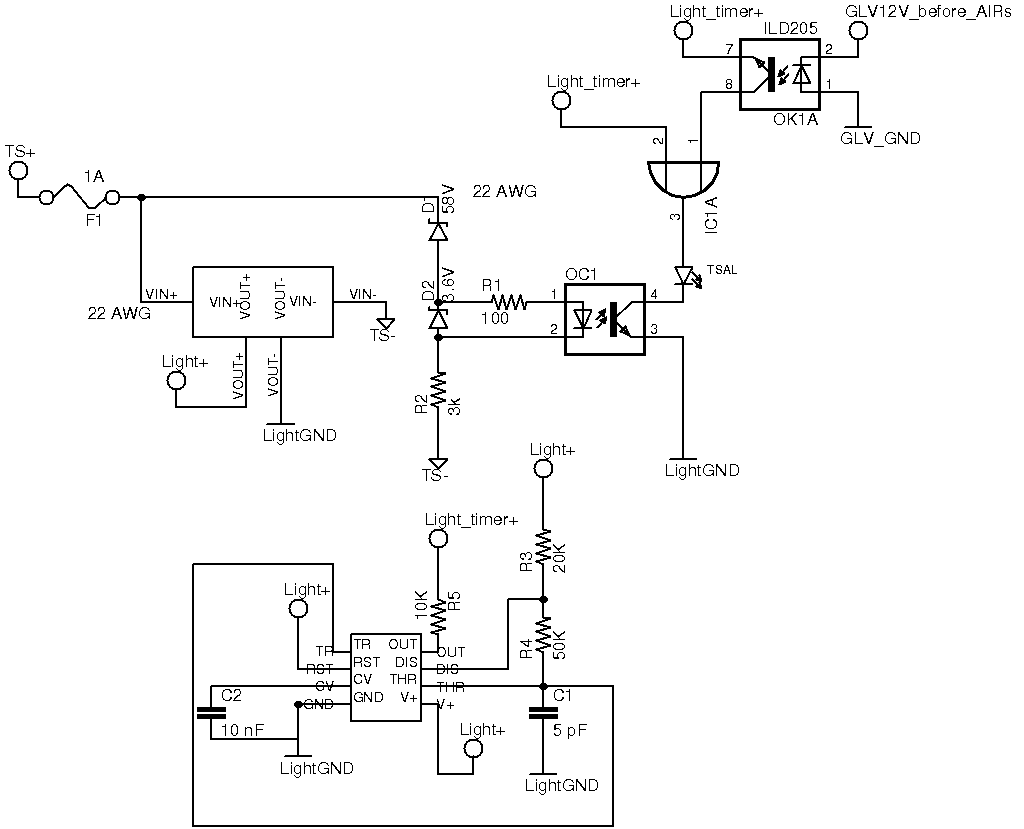 Light_timer+
GLV12V_before_AIRs
ILD205
7
2
8
1
OK1A
GLV_GND
Light_timer+
2
1
3
IC1A
TS+
1A
F1
22 AWG
D1
58V
TSAL
OC1
D2
3.6V
R1
100
1
4
2
3
VIN+
VIN+
VOUT+
VOUT-
VIN-
VIN-
22 AWG
TS-
Light+
VOUT+
VOUT-
LightGND
R2
3k
TS-
LightGND
Light+
Light_timer+
R3
20K
Light+
10K
R5
R4
50K
TR
TR
OUT
OUT
RST
RST
DIS
DIS
CV
CV
THR
THR
GND
GND
V+
V+
C2
10 nF
C1
5 pF
Light+
LightGND
LightGND